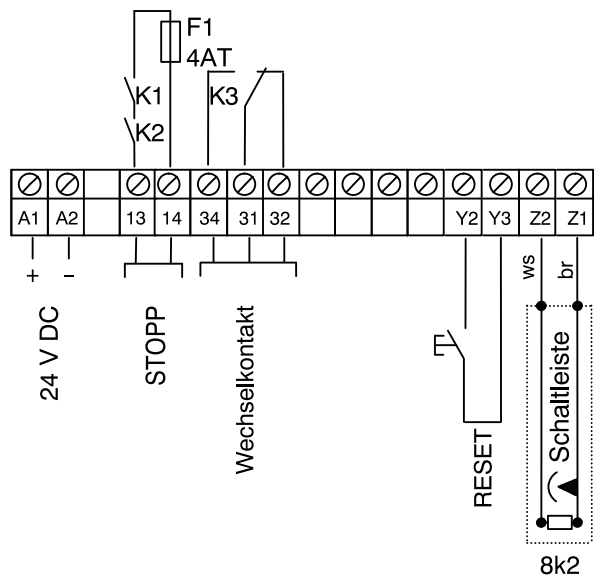 F1
4AT
K1
K2
K3
A1 A2 13 14 34 31 32 Y2 Y3 Z2 Z1
+ −
24 V DC
STOPP
Wechselkontakt
RESET
ws
br
Schaltleiste
8k2